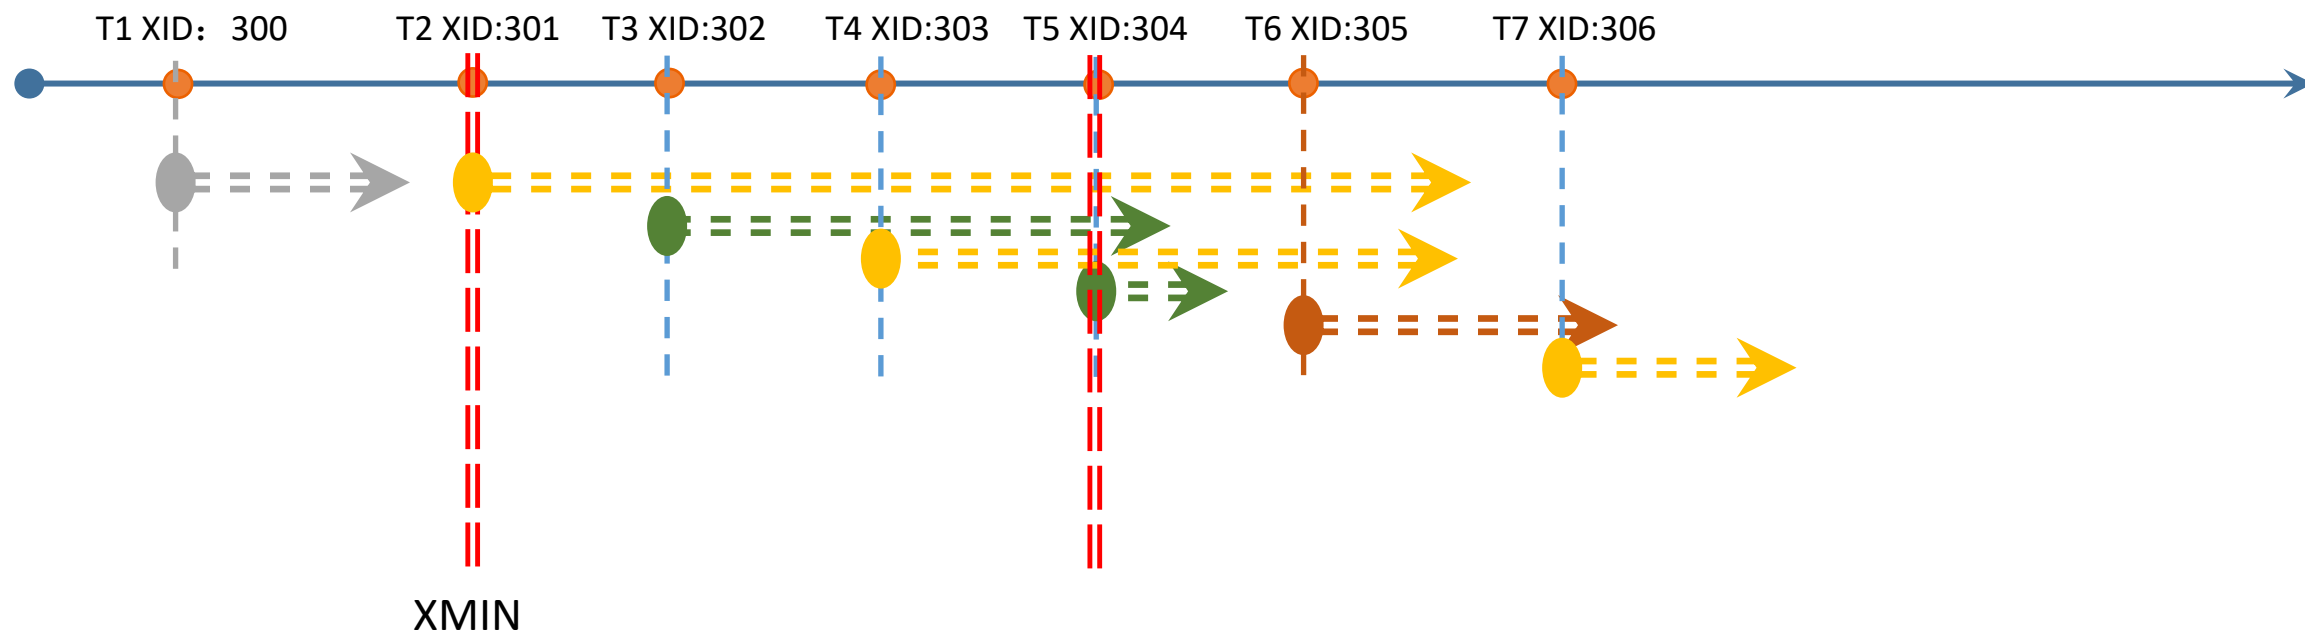 T1 XID： 300
T2 XID:301
T3 XID:302
T4 XID:303
T5 XID:304
T6 XID:305
T7 XID:306
XMIN